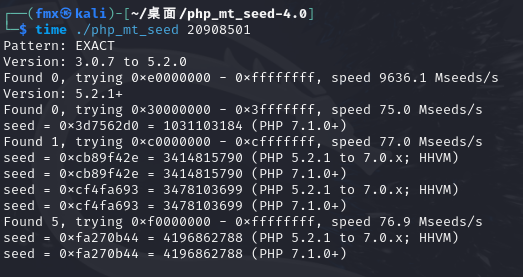 ┌──(fmx㉿kali)-[~/桌面/php_mt_seed-4.0]
└─$ time ./php_mt_seed 20908501
Pattern: EXACT
Version: 3.0.7 to 5.2.0
Found 0, trying 0×e0000000 - 0×ffffffff, speed 9636.1 Mseeds/s
Version: 5.2.1+
Found 0, trying 0×30000000 - 0×3fffffff, speed 75.0 Mseeds/s
seed = 0×3d7562d0 = 1031103184 (PHP 7.1.0+)
Found 1, trying 0×c0000000 - 0×cfffffff, speed 77.0 Mseeds/s
seed = 0×cb89f42e = 3414815790 (PHP 5.2.1 to 7.0.x; HHVM)
seed = 0×cb89f42e = 3414815790 (PHP 7.1.0+)
seed = 0×cf4fa693 = 3478103699 (PHP 5.2.1 to 7.0.x; HHVM)
seed = 0×cf4fa693 = 3478103699 (PHP 7.1.0+)
Found 5, trying 0×f0000000 - 0×ffffffff, speed 76.9 Mseeds/s
seed = 0×fa270b44 = 4196862788 (PHP 5.2.1 to 7.0.x; HHVM)
seed = 0×fa270b44 = 4196862788 (PHP 7.1.0+)